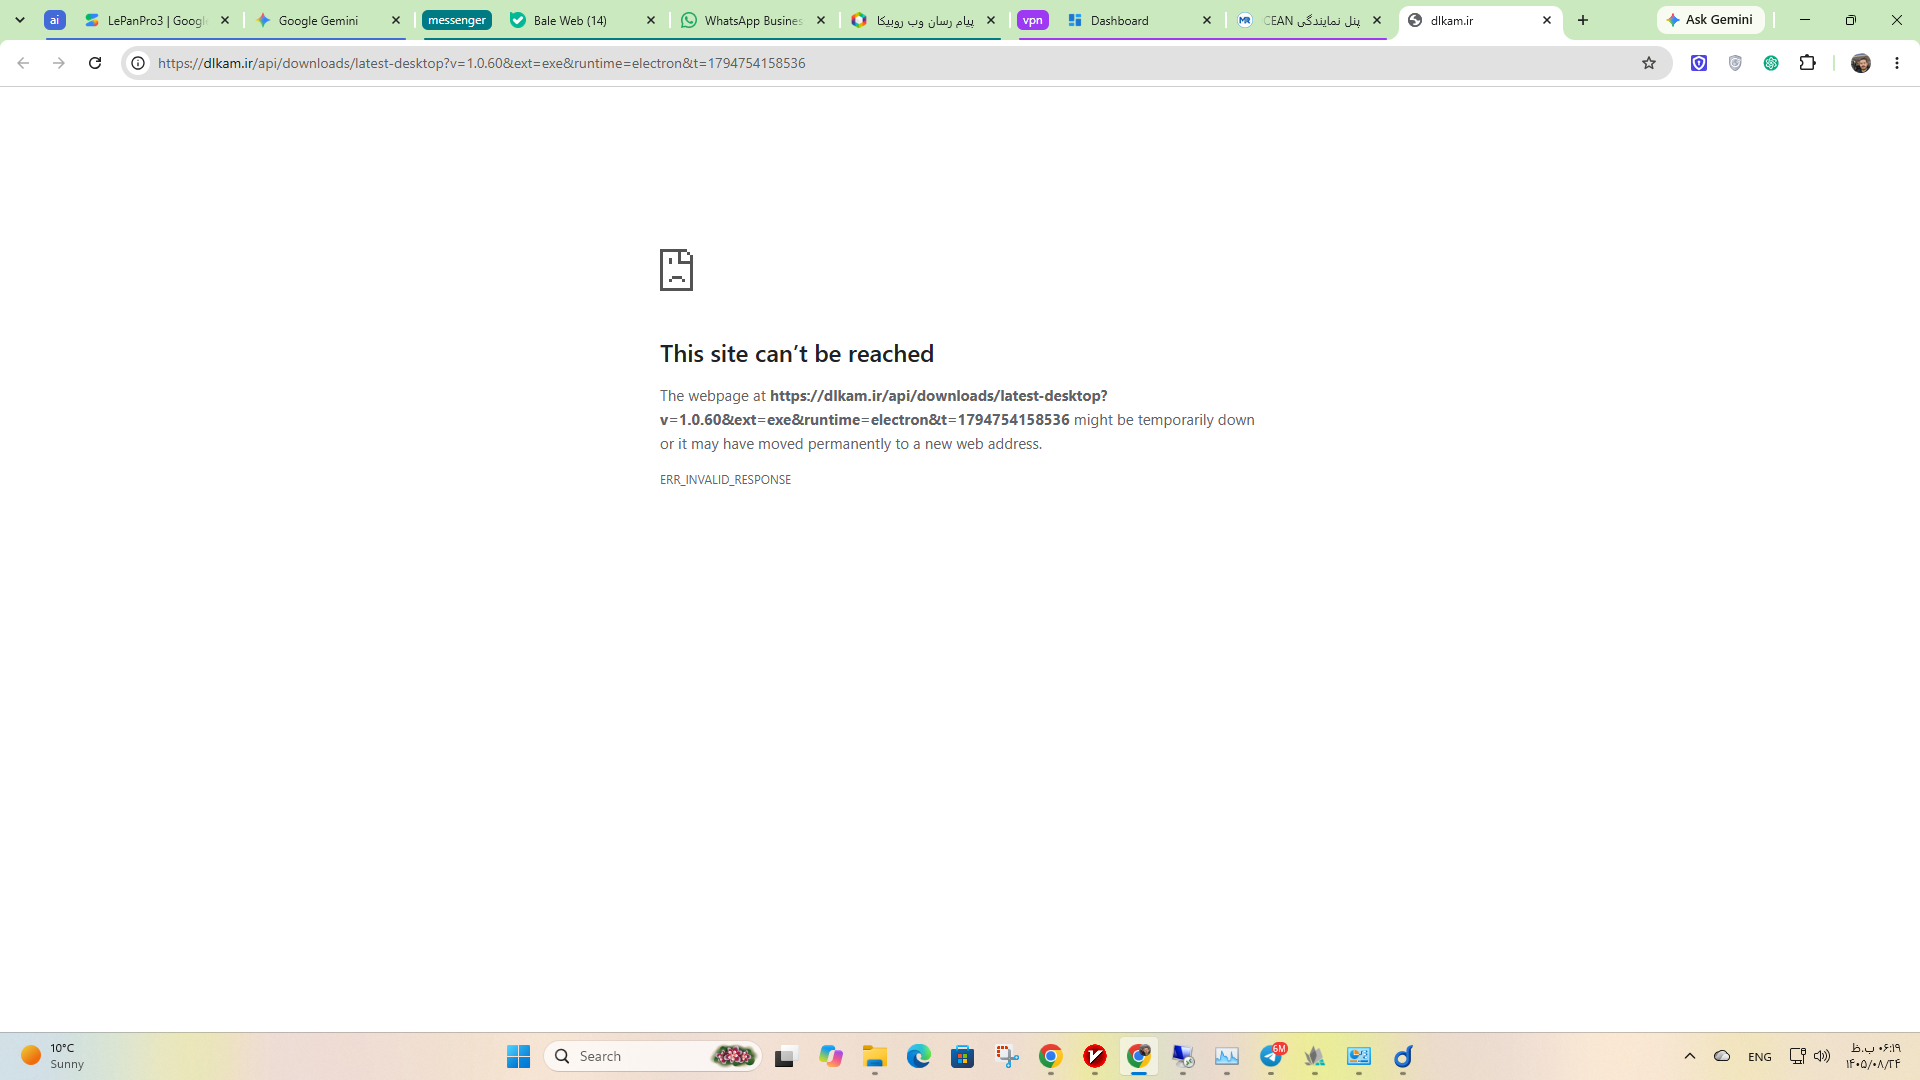 ai
LePanPro3 | Googl
Google Gemini
messenger
Bale Web (14)
WhatsApp Busines
پیام رسان وب روبیکا
vpn
Dashboard
پنل نمایندگی CEAN
dlkam.ir
Ask Gemini
https://dlkam.ir/api/downloads/latest-desktop?v=1.0.60&ext=exe&runtime=electron&t=1794754158536
This site can’t be reached
The webpage at https://dlkam.ir/api/downloads/latest-desktop?
v=1.0.60&ext=exe&runtime=electron&t=1794754158536 might be temporarily down
or it may have moved permanently to a new web address.
ERR_INVALID_RESPONSE
10°C
Sunny
Search
6M
ENG
۰۶:۱۹ ب.ظ
۱۴۰۵/۰۸/۲۴